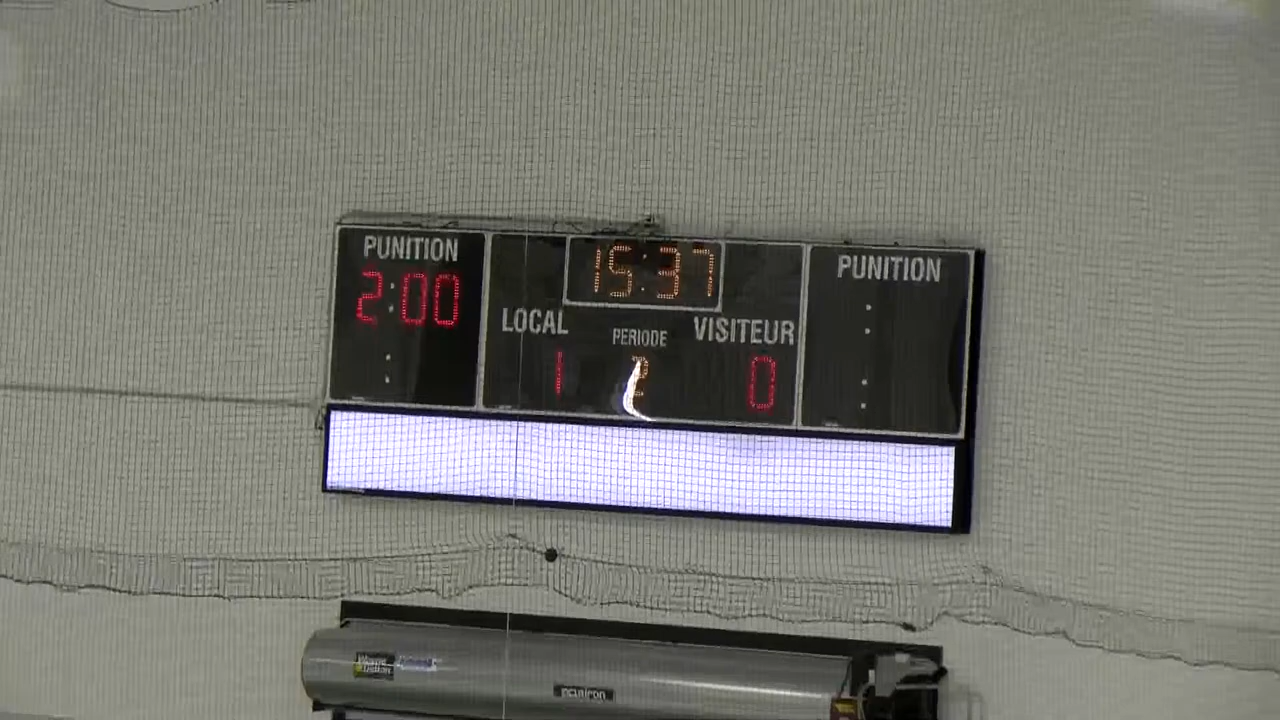 PUNITION
2:00
15:37
LOCAL
PERIODE
VISITEUR
1
2
0
PUNITION